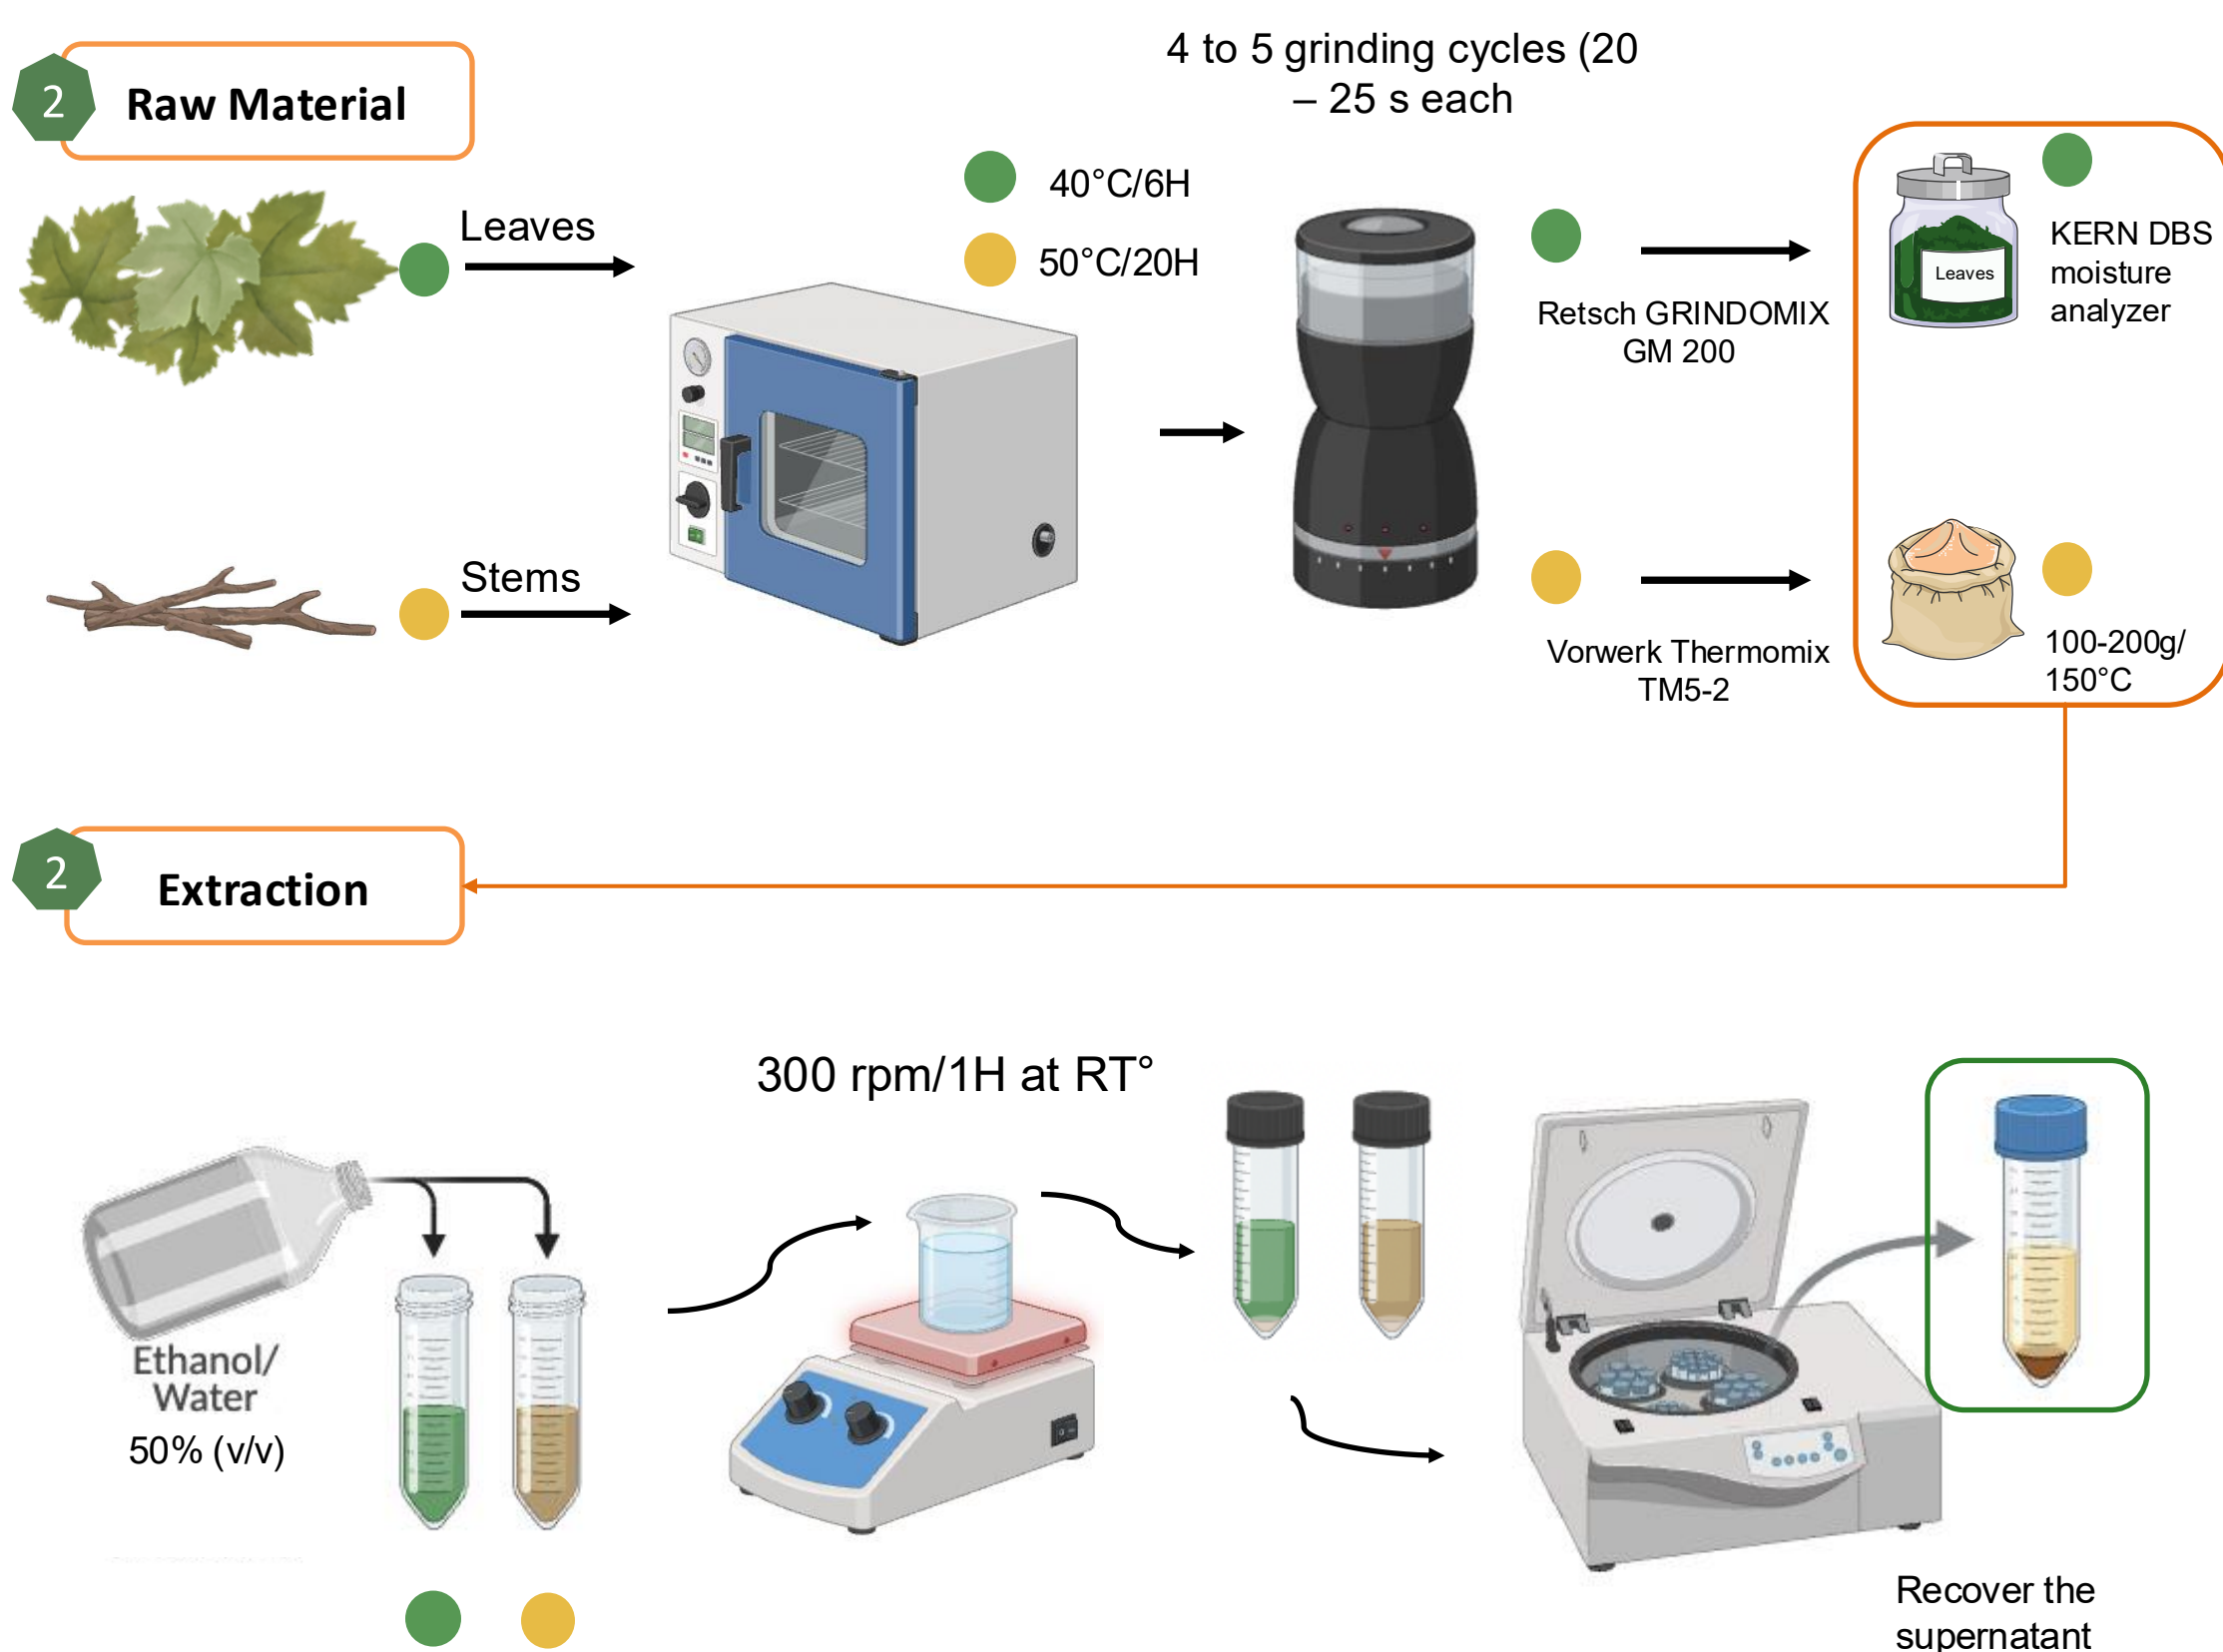 2
Raw Material
4 to 5 grinding cycles (20
– 25 s each
Leaves
40°C/6H
50°C/20H
Retsch GRINDOMIX
GM 200
Leaves
KERN DBS
moisture
analyzer
Stems
Vorwerk Thermomix
TM5-2
100-200g/
150°C
2
Extraction
300 rpm/1H at RT°
Ethanol/
Water
50% (v/v)
Recover the
supernatant